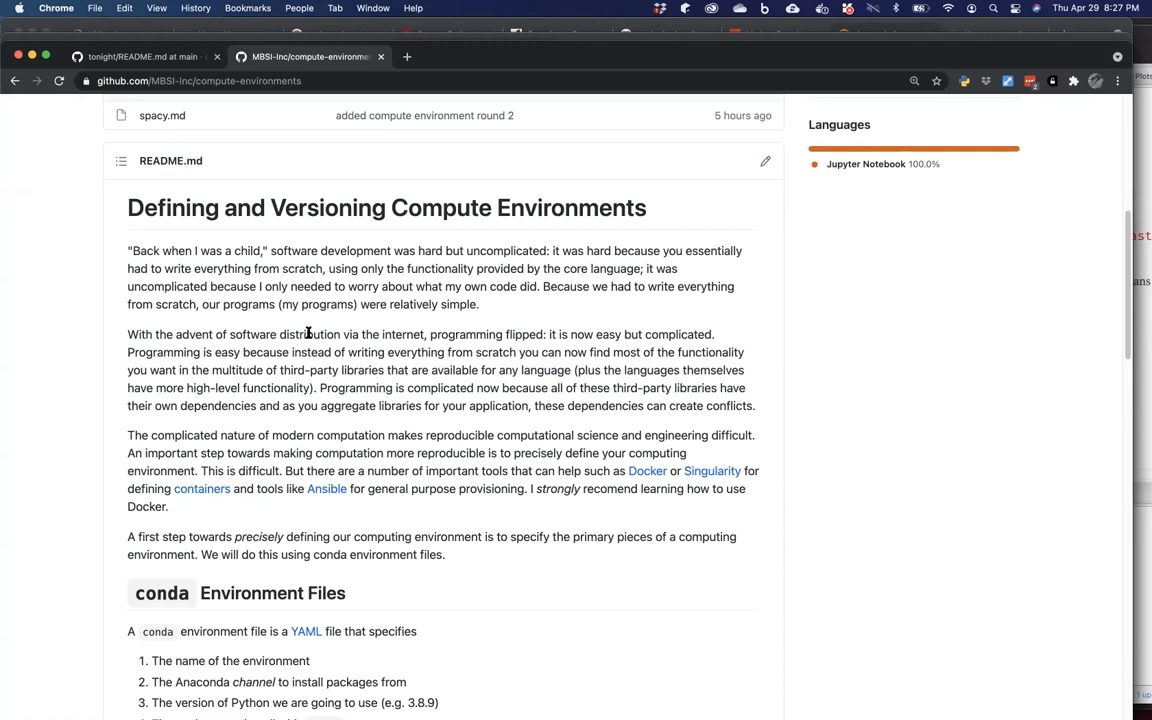 Chrome File Edit View History Bookmarks People Tab Window Help Thu Apr 29 8:27 PM
tonight/README.md at main · MBSI-Inc/compute-environme
github.com/MBSI-Inc/compute-environments
Plots
spacy.md added compute environment round 2 5 hours ago
Languages
Jupyter Notebook 100.0%
README.md
Defining and Versioning Compute Environments
"Back when I was a child," software development was hard but uncomplicated: it was hard because you essentially
had to write everything from scratch, using only the functionality provided by the core language; it was
uncomplicated because I only needed to worry about what my own code did. Because we had to write everything
from scratch, our programs (my programs) were relatively simple.
With the advent of software distribution via the internet, programming flipped: it is now easy but complicated.
Programming is easy because instead of writing everything from scratch you can now find most of the functionality
you want in the multitude of third-party libraries that are available for any language (plus the languages themselves
have more high-level functionality). Programming is complicated now because all of these third-party libraries have
their own dependencies and as you aggregate libraries for your application, these dependencies can create conflicts.
The complicated nature of modern computation makes reproducible computational science and engineering difficult.
An important step towards making computation more reproducible is to precisely define your computing
environment. This is difficult. But there are a number of important tools that can help such as Docker or Singularity for
defining containers and tools like Ansible for general purpose provisioning. I strongly recomend learning how to use
Docker.
A first step towards precisely defining our computing environment is to specify the primary pieces of a computing
environment. We will do this using conda environment files.
conda Environment Files
A conda environment file is a YAML file that specifies
1. The name of the environment
2. The Anaconda channel to install packages from
3. The version of Python we are going to use (e.g. 3.8.9)
ast
ans
1 up